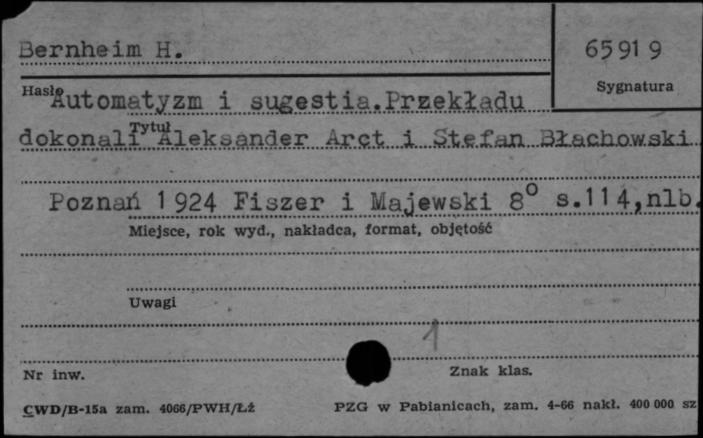 Bernheim H.
65919
Hasło
Sygnatura
Automatyzm i sugestia.Przekładu
Tytuł
dokonali Aleksander Arct i Stefan Błachowski
Poznań 1924 Fiszer i Majewski 8° s.114,nlb.
Miejsce, rok wyd., nakładca, format, objętość
Uwagi
1
Nr inw.
Znak klas.
CWD/B-15a zam. 4066/PWH/Łż
PZG w Pabianicach, zam. 4-66 nakł. 400 000 sz